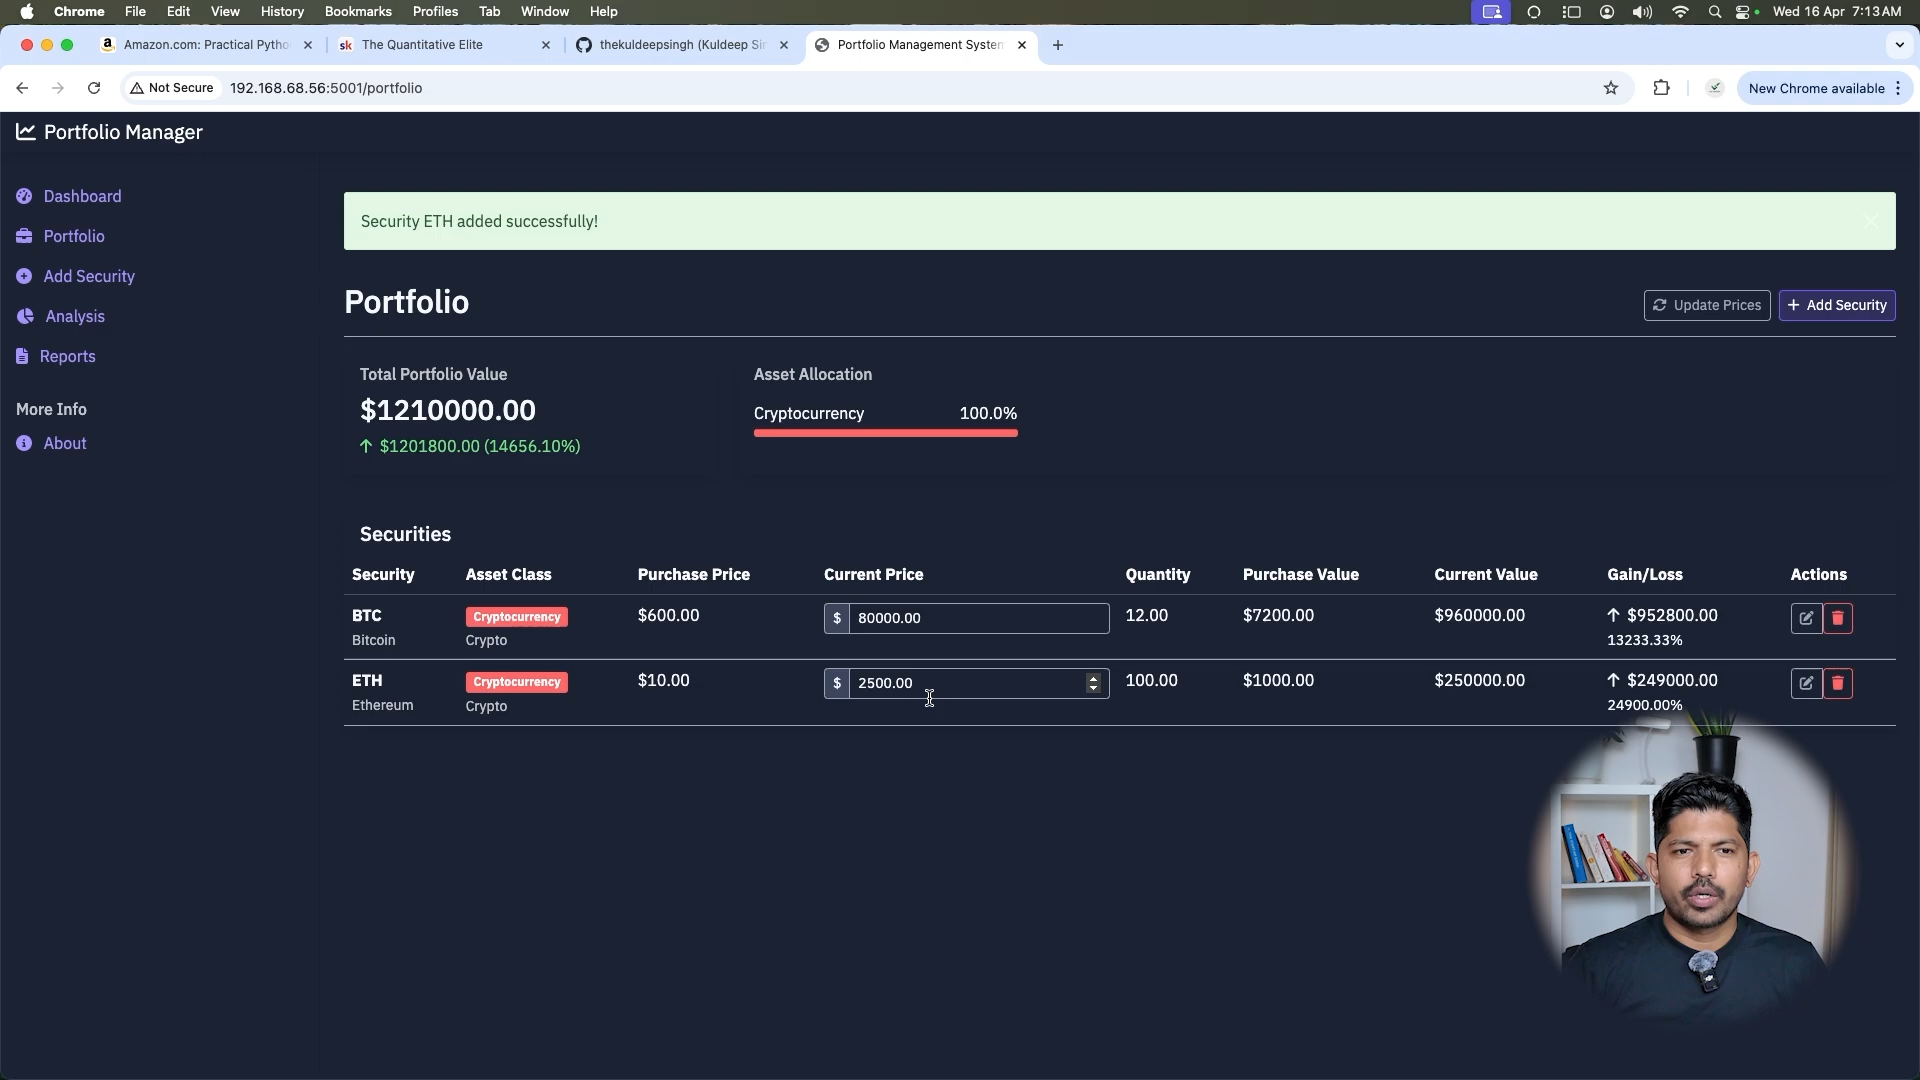 Chrome File Edit View History Bookmarks Profiles Tab Window Help Wed 16 Apr 7:13 AM
Amazon.com: Practical Pytho The Quantitative Elite thekuldeepsingh (Kuldeep Si Portfolio Management System
Not Secure 192.168.68.56:5001/portfolio New Chrome available
Portfolio Manager
Dashboard
Portfolio
Add Security
Analysis
Reports
More Info
About
Security ETH added successfully!
Portfolio
Update Prices + Add Security
Total Portfolio Value
$1210000.00
↑ $1201800.00 (14656.10%)
Asset Allocation
Cryptocurrency 100.0%
Securities
Security Asset Class Purchase Price Current Price Quantity Purchase Value Current Value Gain/Loss Actions
BTC Cryptocurrency $600.00 $ 80000.00 12.00 $7200.00 $960000.00 ↑ $952800.00
Bitcoin Crypto 13233.33%
ETH Cryptocurrency $10.00 $ 2500.00 100.00 $1000.00 $250000.00 ↑ $249000.00
Ethereum Crypto 24900.00%